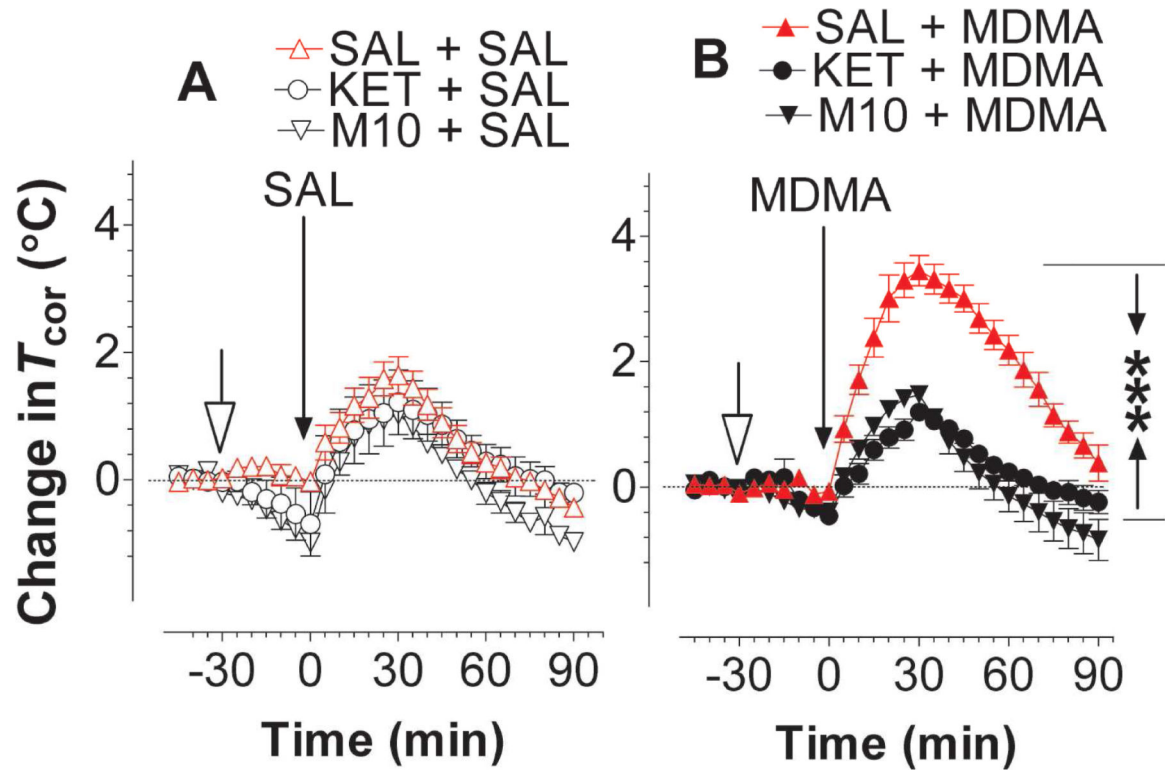 A
SAL + SAL
KET + SAL
M10 + SAL
B
SAL + MDMA
KET + MDMA
M10 + MDMA
Change in Tcor (°C)
SAL
4
2
0
-30 0 30 60 90
Time (min)
MDMA
4
2
0
***
-30 0 30 60 90
Time (min)